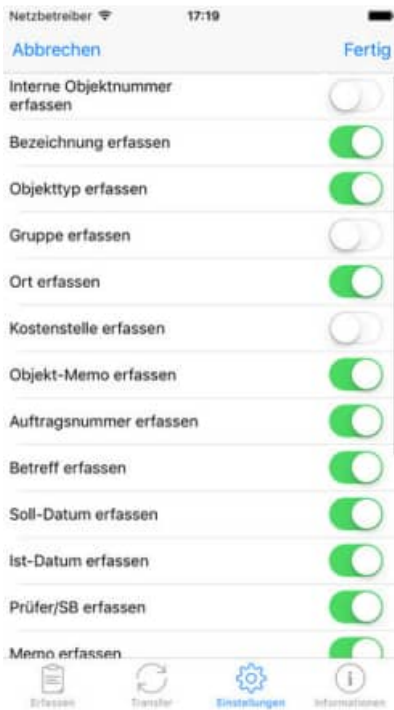 Netzbetreiber 17:19
Abbrechen Fertig
Interne Objektnummer
erfassen
Bezeichnung erfassen
Objekttyp erfassen
Gruppe erfassen
Ort erfassen
Kostenstelle erfassen
Objekt-Memo erfassen
Auftragsnummer erfassen
Betreff erfassen
Soll-Datum erfassen
Ist-Datum erfassen
Prüfer/SB erfassen
Memo erfassen
Erfassen Transfer Einstellungen Informationen